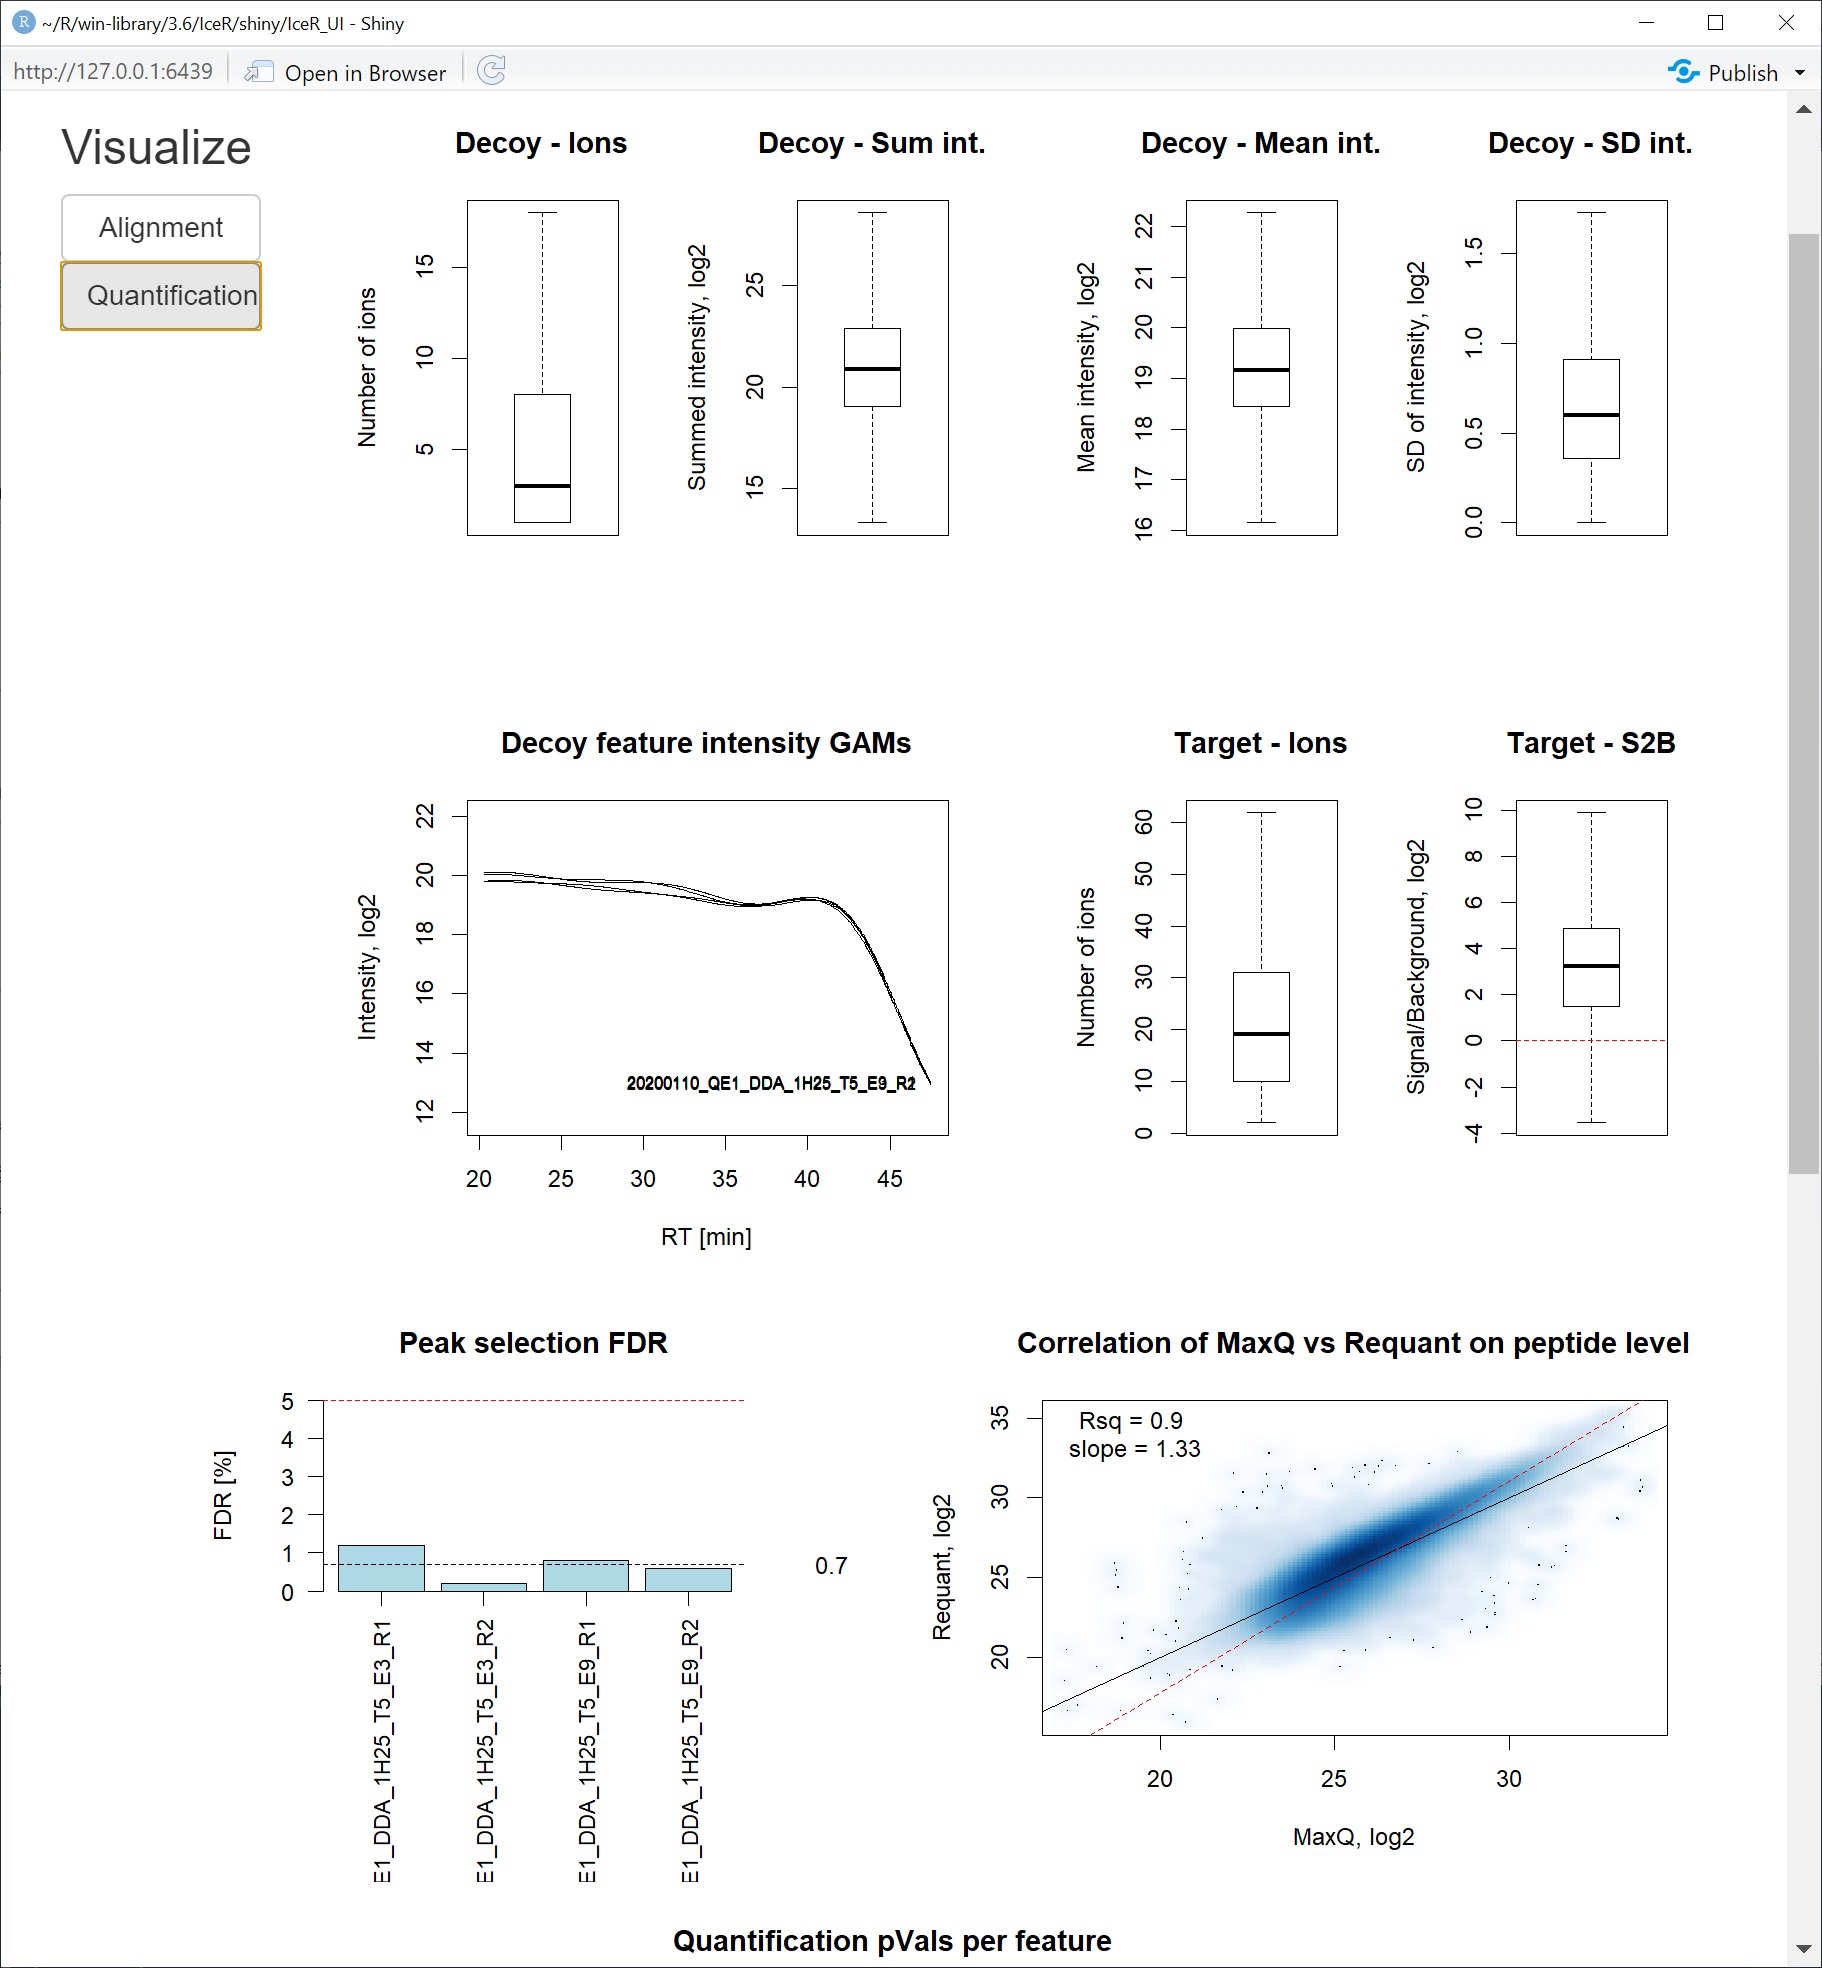 ~/R/win-library/3.6/IceR/shiny/IceR_UI - Shiny
http://127.0.0.1:6439 Open in Browser Publish
Visualize
Alignment
Quantification
Decoy - Ions
Number of ions
5 10 15
Decoy - Sum int.
Summed intensity, log2
15 20 25
Decoy - Mean int.
Mean intensity, log2
16 17 18 19 20 21 22
Decoy - SD int.
SD of intensity, log2
0.0 0.5 1.0 1.5
Decoy feature intensity GAMs
Intensity, log2
12 14 16 18 20 22
20 25 30 35 40 45
RT [min]
Target - Ions
Number of ions
0 10 20 30 40 50 60
Target - S2B
Signal/Background, log2
-4 -2 0 2 4 6 8 10
Peak selection FDR
FDR [%]
5
4
3
2
1
0
0.7
E1_DDA_1H25_T5_E3_R1
E1_DDA_1H25_T5_E3_R2
E1_DDA_1H25_T5_E9_R1
E1_DDA_1H25_T5_E9_R2
Correlation of MaxQ vs Requant on peptide level
Rsq = 0.9
slope = 1.33
Requant, log2
20 25 30 35
20 25 30
MaxQ, log2
Quantification pVals per feature